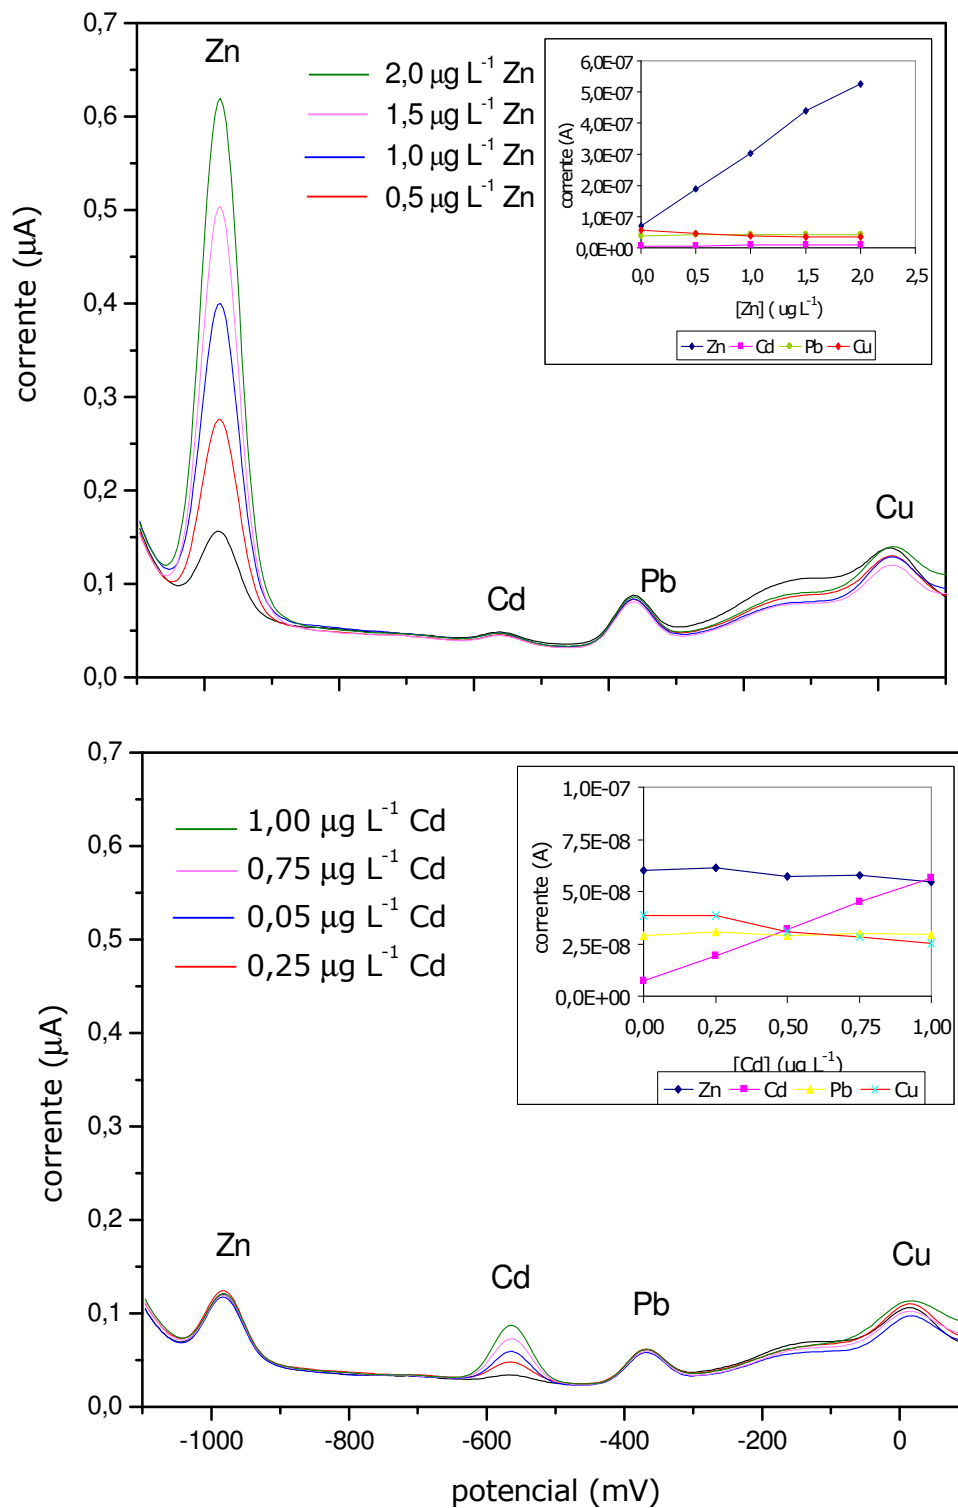 0,7
0,6
0,5
0,4
0,3
0,2
0,1
0,0
corrente (µA)
Zn
2,0 µg L⁻¹ Zn
1,5 µg L⁻¹ Zn
1,0 µg L⁻¹ Zn
0,5 µg L⁻¹ Zn
Cd
Pb
Cu
6,0E-07
5,0E-07
4,0E-07
3,0E-07
2,0E-07
1,0E-07
0,0E+00
corrente (A)
0,0 0,5 1,0 1,5 2,0 2,5
[Zn] ( ug L⁻¹)
Zn Cd Pb Cu
0,7
0,6
0,5
0,4
0,3
0,2
0,1
0,0
corrente (µA)
1,00 µg L⁻¹ Cd
0,75 µg L⁻¹ Cd
0,05 µg L⁻¹ Cd
0,25 µg L⁻¹ Cd
Zn
Cd
Pb
Cu
1,0E-07
7,5E-08
5,0E-08
2,5E-08
0,0E+00
corrente (A)
0,00 0,25 0,50 0,75 1,00
[Cd] (ug L⁻¹)
Zn Cd Pb Cu
-1000 -800 -600 -400 -200 0
potencial (mV)